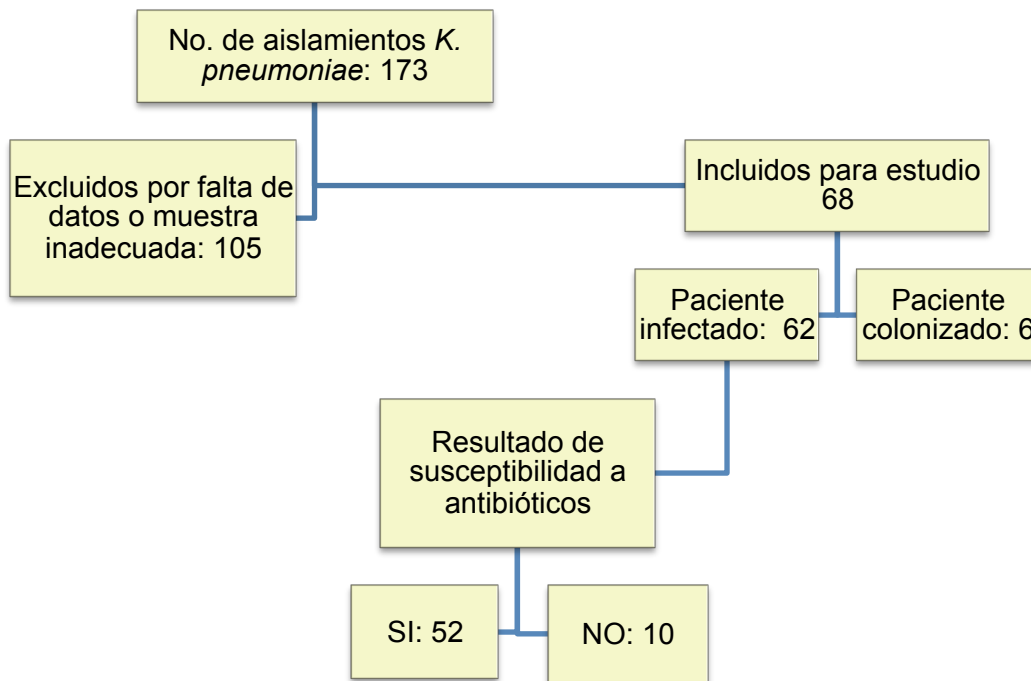 No. de aislamientos K.
pneumoniae: 173
Excluidos por falta de
datos o muestra
inadecuada: 105
Incluidos para estudio
68
Paciente
infectado:  62
Paciente
colonizado: 6
Resultado de
susceptibilidad a
antibióticos
SI: 52
NO: 10